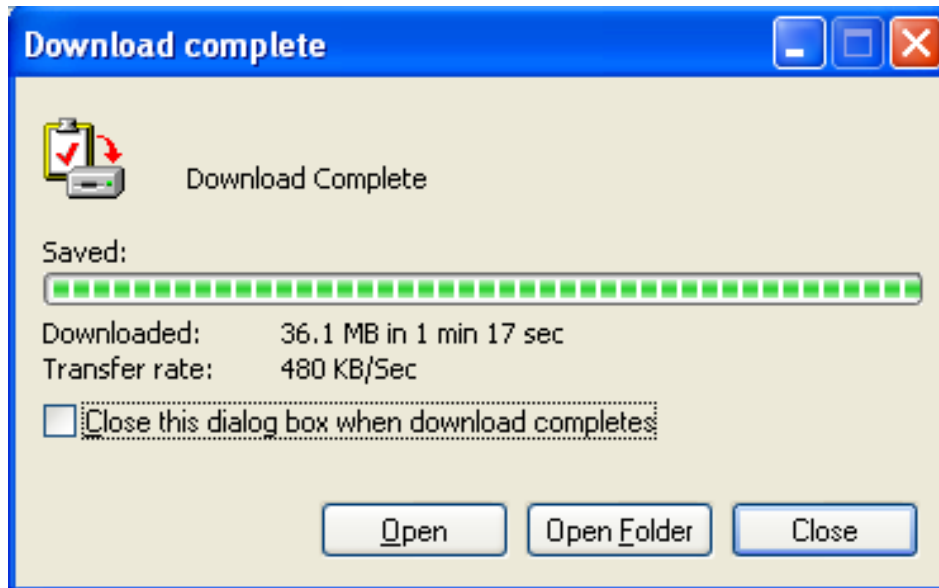 Download complete
Download Complete
Saved:
Downloaded: 36.1 MB in 1 min 17 sec
Transfer rate: 480 KB/Sec
Close this dialog box when download completes
Open Open Folder Close